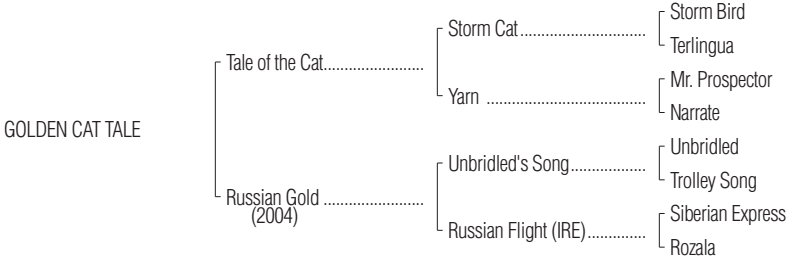 Storm Bird
Storm Cat..............................
Terlingua
Tale of the Cat........................
Mr. Prospector
Yarn ......................................
Narrate
GOLDEN CAT TALE
Unbridled
Unbridled's Song..................
Trolley Song
Russian Gold ........................
(2004)
Siberian Express
Russian Flight (IRE)..............
Rozala